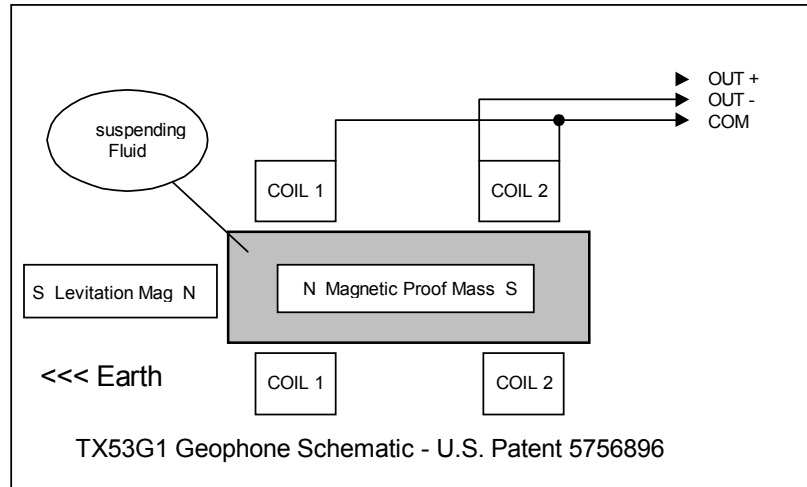 OUT +
OUT -
COM
suspending
Fluid
COIL 1
COIL 2
S Levitation Mag N
N Magnetic Proof Mass S
<<< Earth
COIL 1
COIL 2
TX53G1 Geophone Schematic - U.S. Patent 5756896